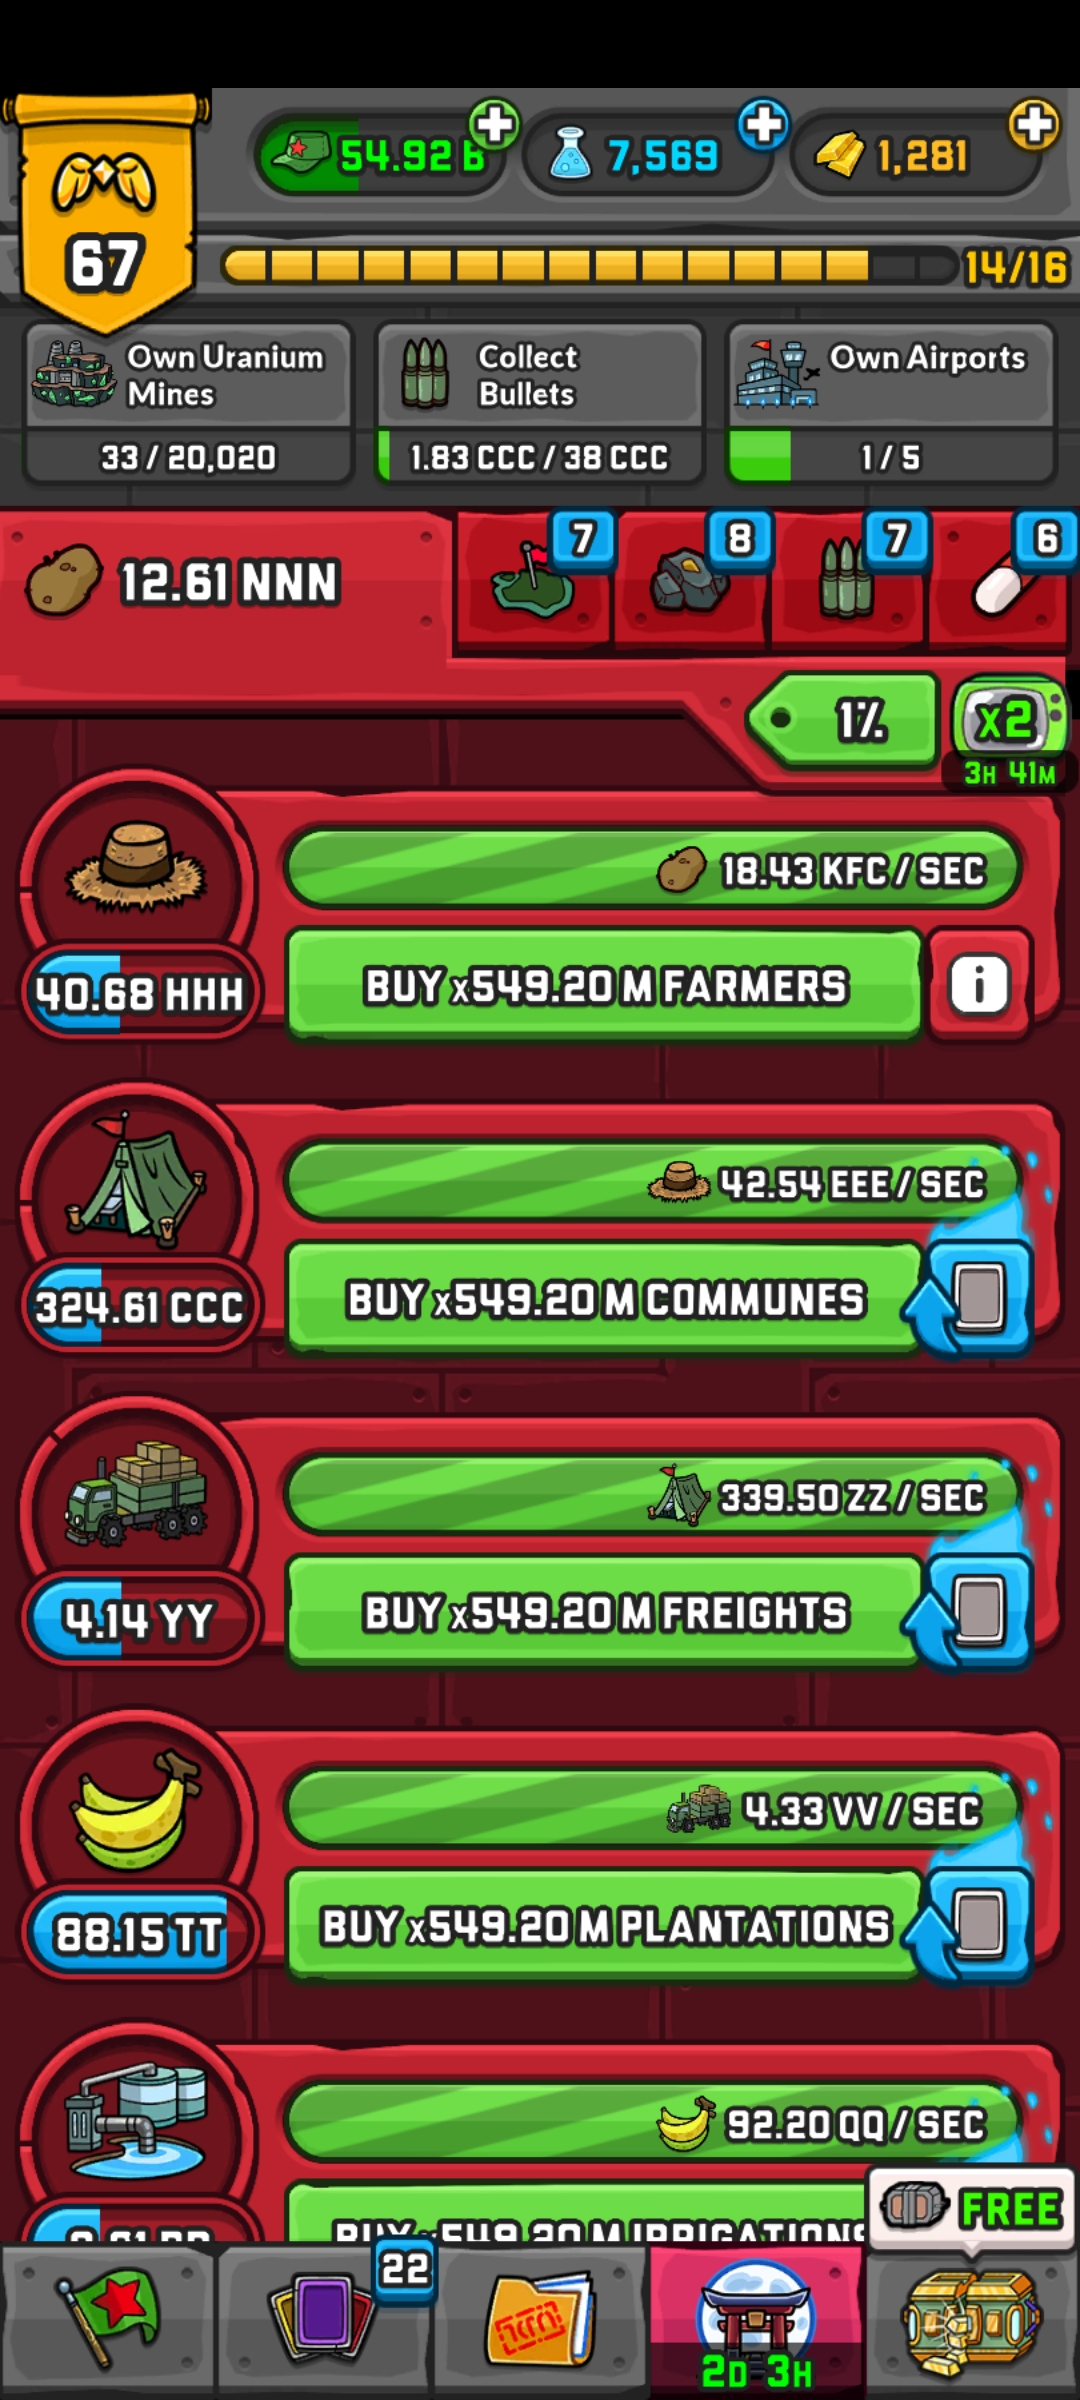 54.92 B
7,569
1,281
67
14/16
Own Uranium
Mines
33 / 20,020
Collect
Bullets
1.83 CCC / 38 CCC
Own Airports
1 / 5
12.61 NNN
7
8
7
6
1%
x2
3H 41M
18.43 KFC / SEC
40.68 HHH
BUY x549.20 M FARMERS
i
42.54 EEE / SEC
324.61 CCC
BUY x549.20 M COMMUNES
339.50 ZZ / SEC
4.14 YY
BUY x549.20 M FREIGHTS
4.33 VV / SEC
88.15 TT
BUY x549.20 M PLANTATIONS
92.20 QQ / SEC
BUY x549.20 M IRRIGATIONS
FREE
22
2D 3H